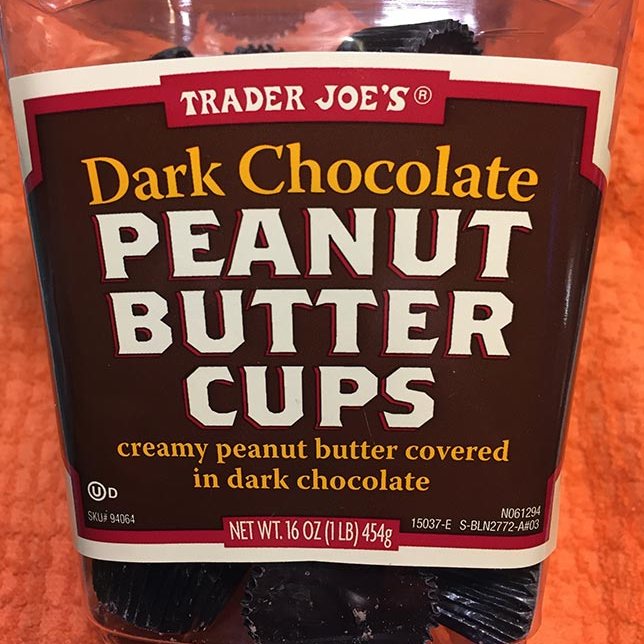 TRADER JOE'S®
Dark Chocolate
PEANUT
BUTTER
CUPS
creamy peanut butter covered
in dark chocolate
U D
SKU# 94064
NET WT. 16 OZ (1 LB) 454g
N061294
15037-E S-BLN2772-A#03